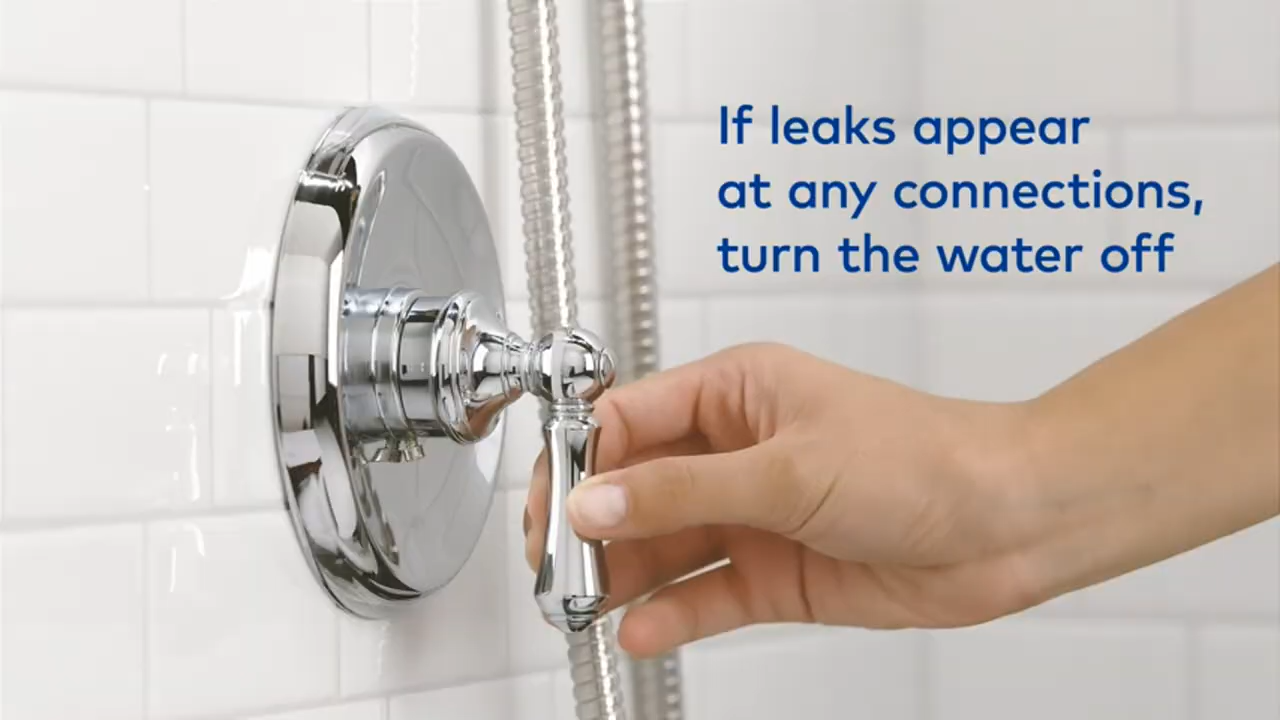 If leaks appear
at any connections,
turn the water off